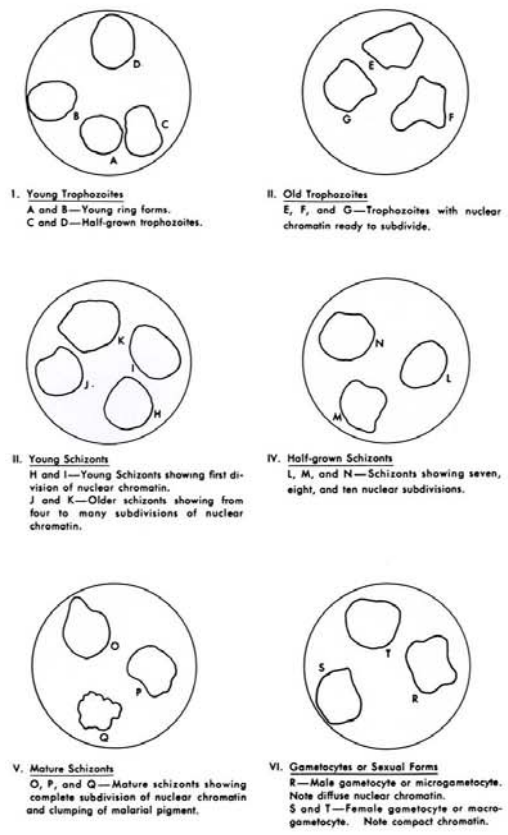 D
B
C
A
I. Young Trophozoites
A and B—Young ring forms.
C and D—Half-grown trophozoites.
E
G
F
II. Old Trophozoites
E, F, and G—Trophozoites with nuclear
chromatin ready to subdivide.
K
I
J.
H
II. Young Schizonts
H and I—Young Schizonts showing first di-
vision of nuclear chromatin.
J and K—Older schizonts showing from
four to many subdivisions of nuclear
chromatin.
N
L
M
IV. Half-grown Schizonts
L, M, and N—Schizonts showing seven,
eight, and ten nuclear subdivisions.
O
P
Q
V. Mature Schizonts
O, P, and Q—Mature schizonts showing
complete subdivision of nuclear chromatin
and clumping of malarial pigment.
T
S
R
VI. Gametocytes or Sexual Forms
R—Male gametocyte or microgametocyte.
Note diffuse nuclear chromatin.
S and T—Female gametocyte or macro-
gametocyte. Note compact chromatin.